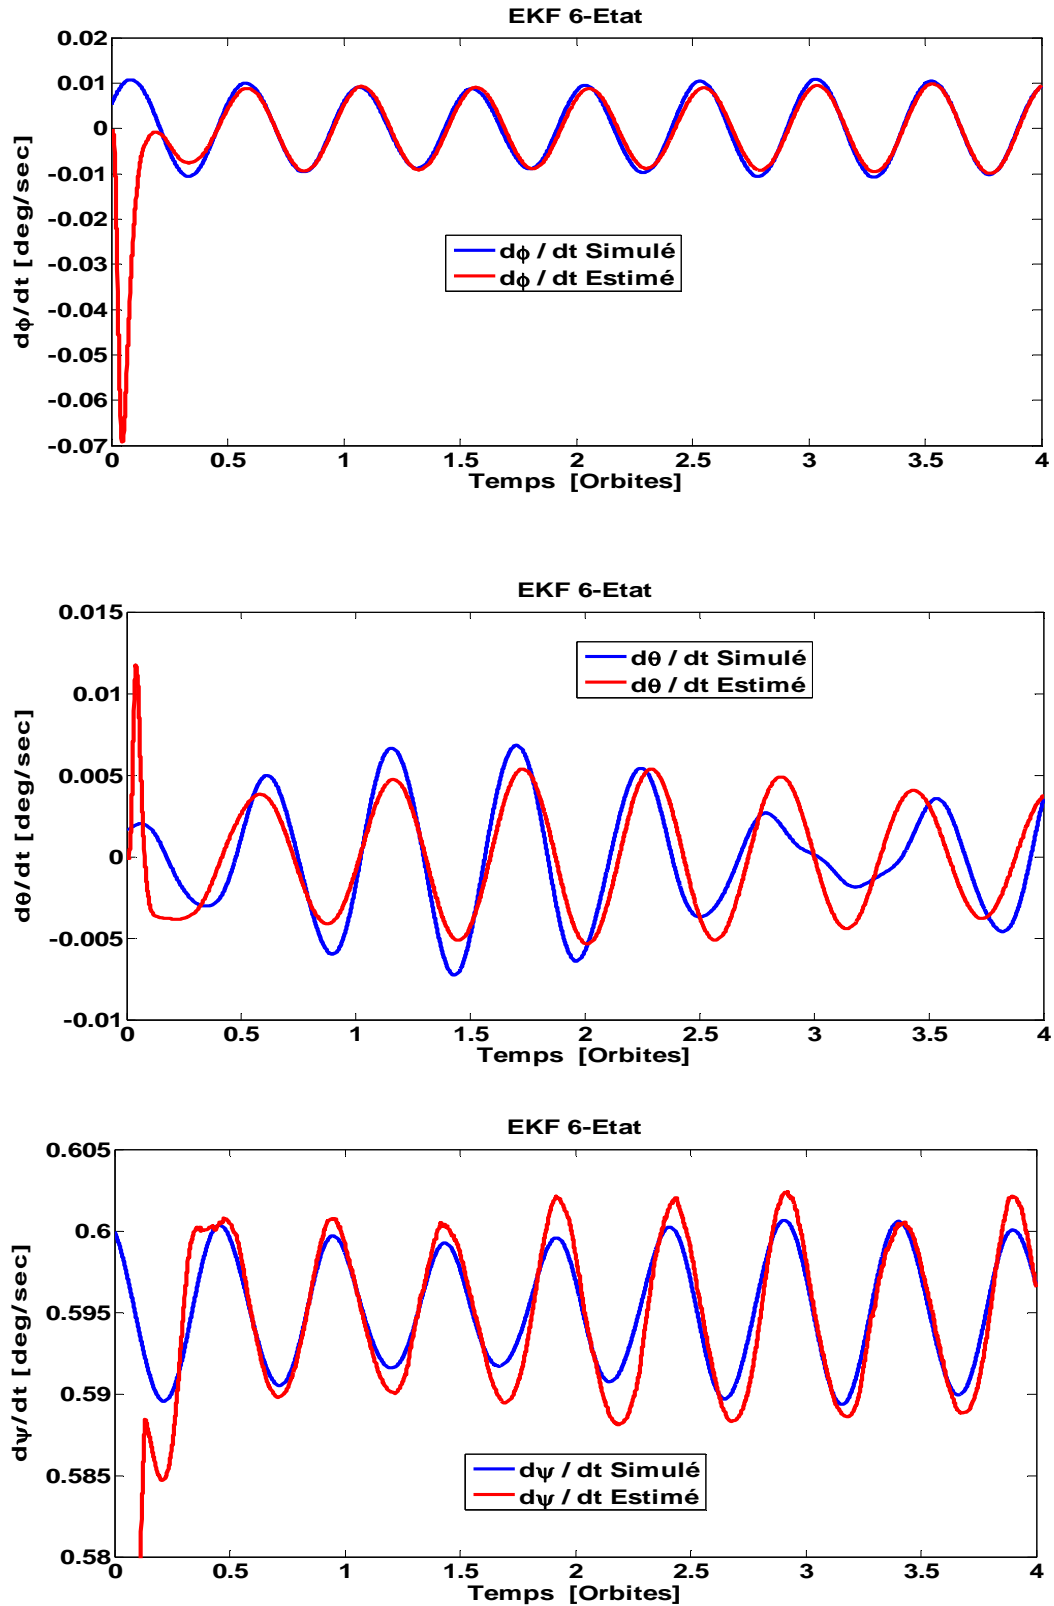 EKF 6-Etat
0.02
0.01
0
-0.01
-0.02
-0.03
-0.04
-0.05
-0.06
-0.07
dϕ/dt [deg/sec]
dϕ / dt Simulé
dϕ / dt Estimé
0 0.5 1 1.5 2 2.5 3 3.5 4
Temps [Orbites]
EKF 6-Etat
0.015
0.01
0.005
0
-0.005
-0.01
dθ/dt [deg/sec]
dθ / dt Simulé
dθ / dt Estimé
0 0.5 1 1.5 2 2.5 3 3.5 4
Temps [Orbites]
EKF 6-Etat
0.605
0.6
0.595
0.59
0.585
0.58
dψ/dt [deg/sec]
dψ / dt Simulé
dψ / dt Estimé
0 0.5 1 1.5 2 2.5 3 3.5 4
Temps [Orbites]